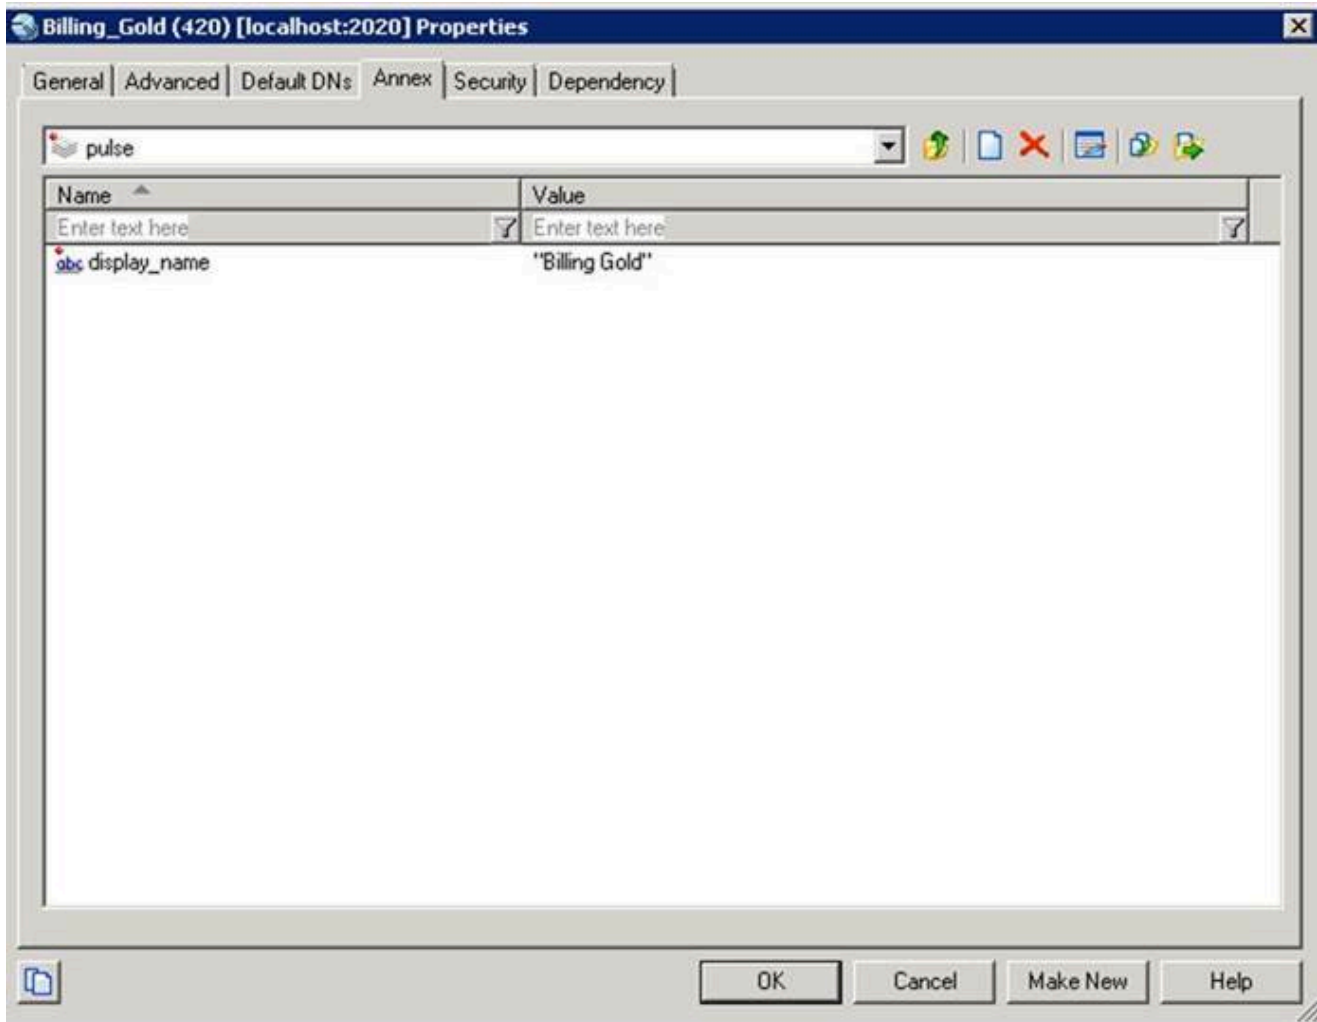 Billing_Gold (420) [localhost:2020] Properties
General Advanced Default DNs Annex Security Dependency
pulse
Name Value
Enter text here Enter text here
abc display_name "Billing Gold"
OK Cancel Make New Help